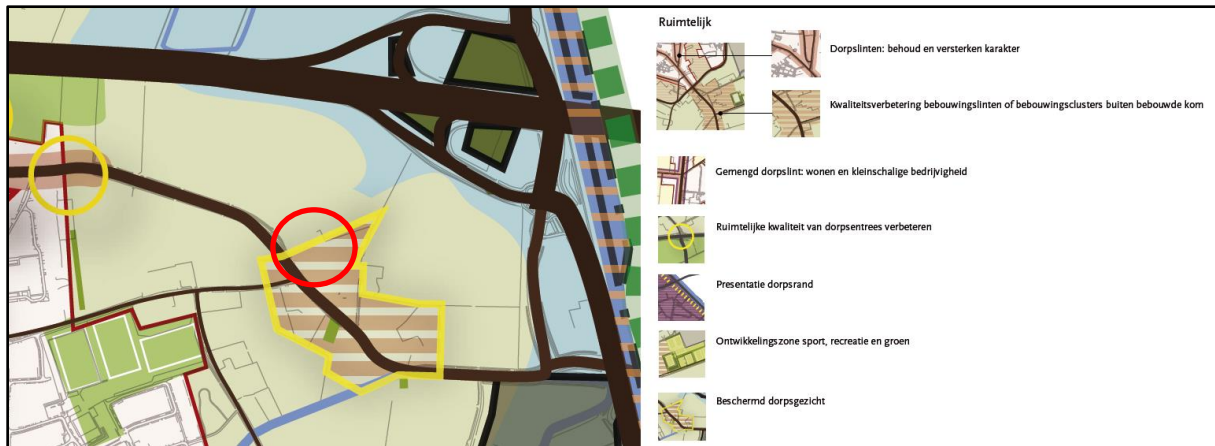 Ruimtelijk
Dorpslinten: behoud en versterken karakter
Kwaliteitsverbetering bebouwingslinten of bebouwingsclusters buiten bebouwde kom
Gemengd dorpslint: wonen en kleinschalige bedrijvigheid
Ruimtelijke kwaliteit van dorpsentrees verbeteren
Presentatie dorpsrand
Ontwikkelingszone sport, recreatie en groen
Beschermd dorpsgezicht